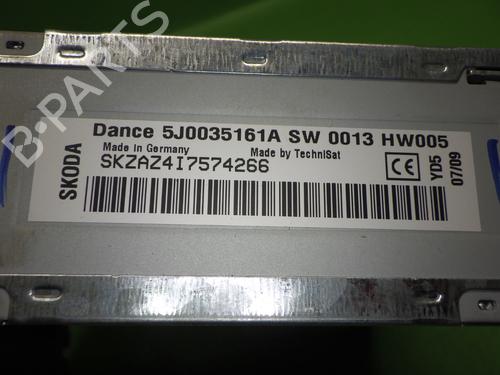 Dance 5J0035161A SW 0013 HW005
Made in Germany Made by TechniSat
SKZAZ4I7574266
SKODA
CE YD5
07/09
B-PARTS